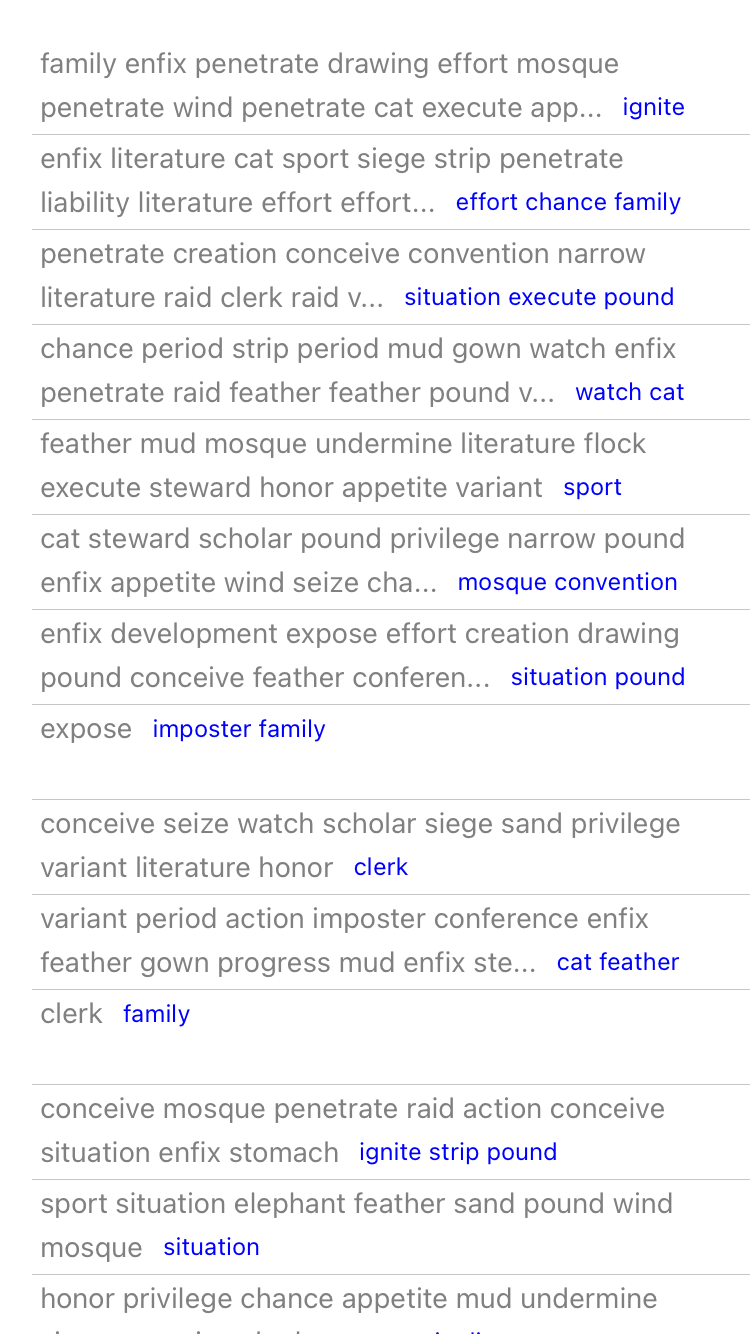 family enfix penetrate drawing effort mosque
penetrate wind penetrate cat execute app... ignite
enfix literature cat sport siege strip penetrate
liability literature effort effort... effort chance family
penetrate creation conceive convention narrow
literature raid clerk raid v... situation execute pound
chance period strip period mud gown watch enfix
penetrate raid feather feather pound v... watch cat
feather mud mosque undermine literature flock
execute steward honor appetite variant sport
cat steward scholar pound privilege narrow pound
enfix appetite wind seize cha... mosque convention
enfix development expose effort creation drawing
pound conceive feather conferen... situation pound
expose imposter family
conceive seize watch scholar siege sand privilege
variant literature honor clerk
variant period action imposter conference enfix
feather gown progress mud enfix ste... cat feather
clerk family
conceive mosque penetrate raid action conceive
situation enfix stomach ignite strip pound
sport situation elephant feather sand pound wind
mosque situation
honor privilege chance appetite mud undermine